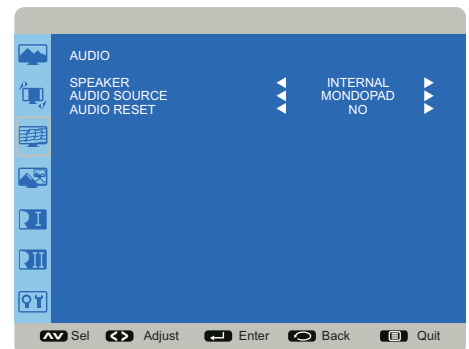 AUDIO
SPEAKER INTERNAL
AUDIO SOURCE MONDOPAD
AUDIO RESET NO
Sel Adjust Enter Back Quit